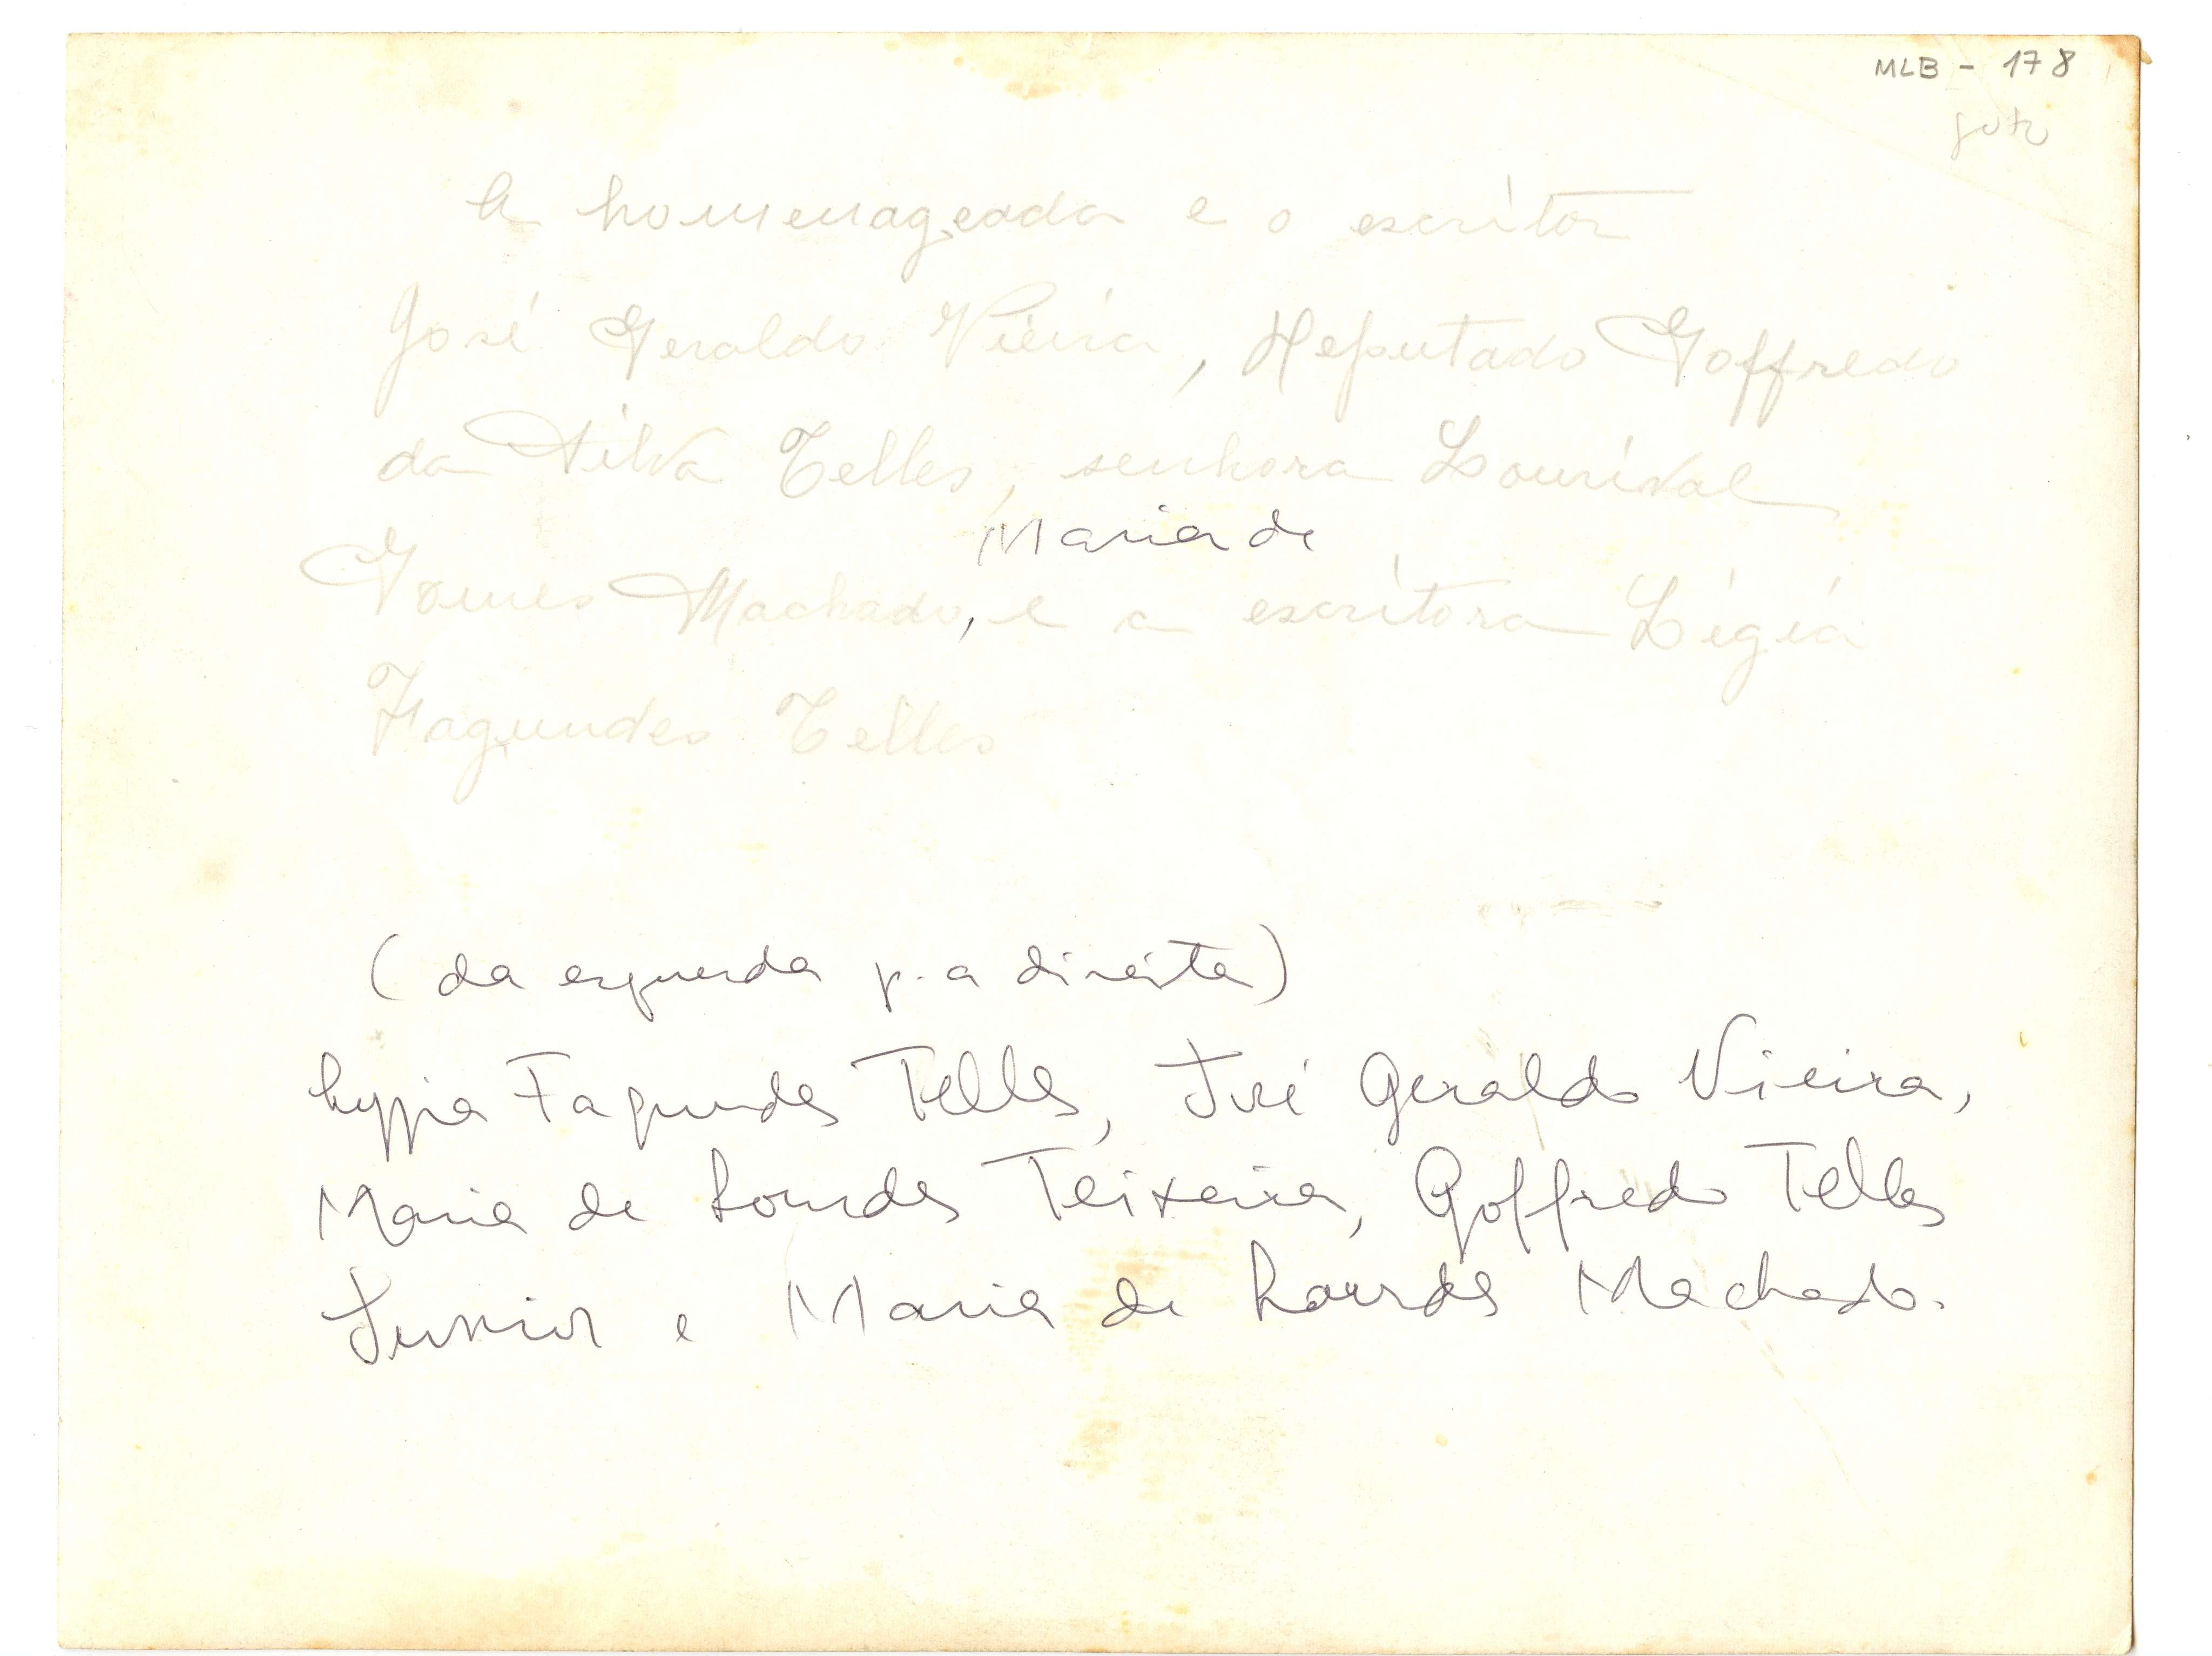 MLB - 178
A homenageada e o escritor
José Geraldo Vieira, Deputado Goffredo
da Silva Telles, senhora Lourival
Maria de
Gomes Machado, e a escritora Ligia
Fagundes Telles
(da esquerda p. a direita)
Lygia Fagundes Telles, José Geraldo Vieira,
Maria de Lourdes Teixeira, Goffredo Telles
Junior e Maria de Lourdes Machado.